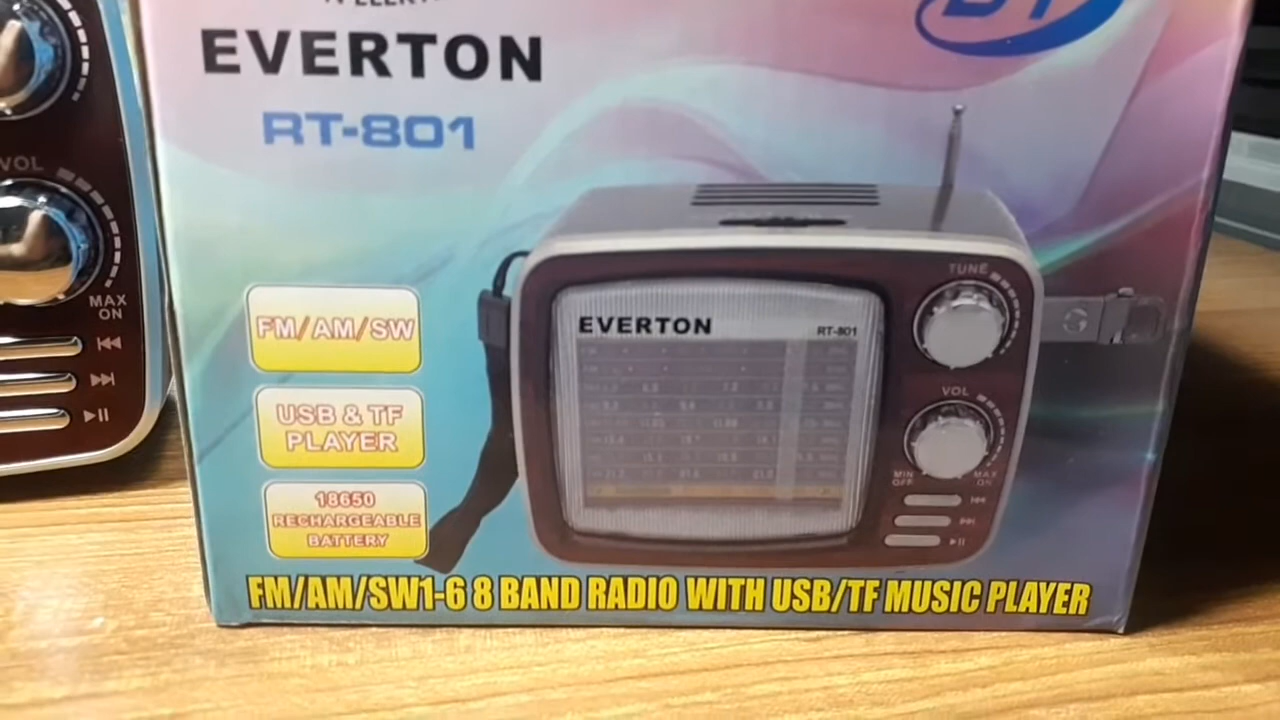 EVERTON
RT-801
VOL
MAX
ON
FM/AM/SW
USB & TF
PLAYER
18650
RECHARGEABLE
BATTERY
TUNE
EVERTON
RT-801
VOL
MIN
OFF
MAX
ON
FM/AM/SW1-6 8 BAND RADIO WITH USB/TF MUSIC PLAYER